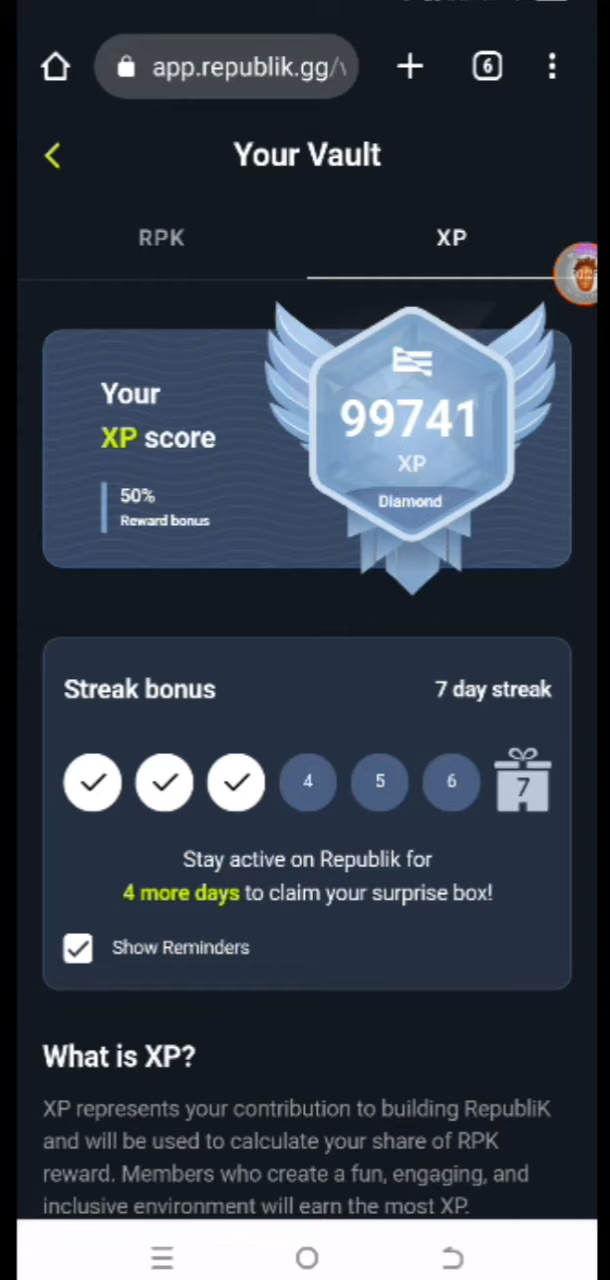 6
app.republik.gg/
Your Vault
RPK
XP
Your
XP score
50%
Reward bonus
99741
XP
Diamond
Streak bonus
7 day streak
4
5
6
7
Stay active on Republik for
4 more days to claim your surprise box!
Show Reminders
What is XP?
XP represents your contribution to building RepubliK
and will be used to calculate your share of RPK
reward. Members who create a fun, engaging, and
inclusive environment will earn the most XP.